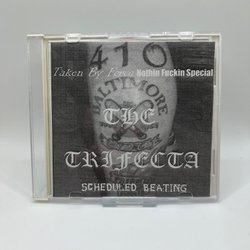 410
Taken By Force Nothin Fuckin Special
BALTIMORE
THE
TRIFECTA
SCHEDULED BEATING